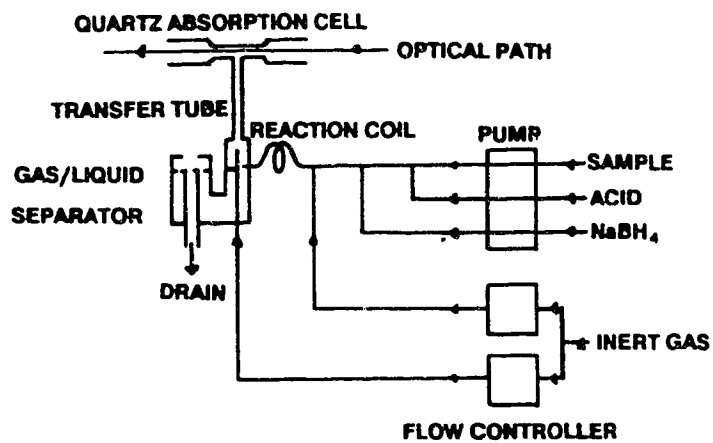 QUARTZ ABSORPTION CELL
OPTICAL PATH
TRANSFER TUBE
REACTION COIL
PUMP
SAMPLE
GAS/LIQUID
ACID
SEPARATOR
NaBH4
DRAIN
INERT GAS
FLOW CONTROLLER